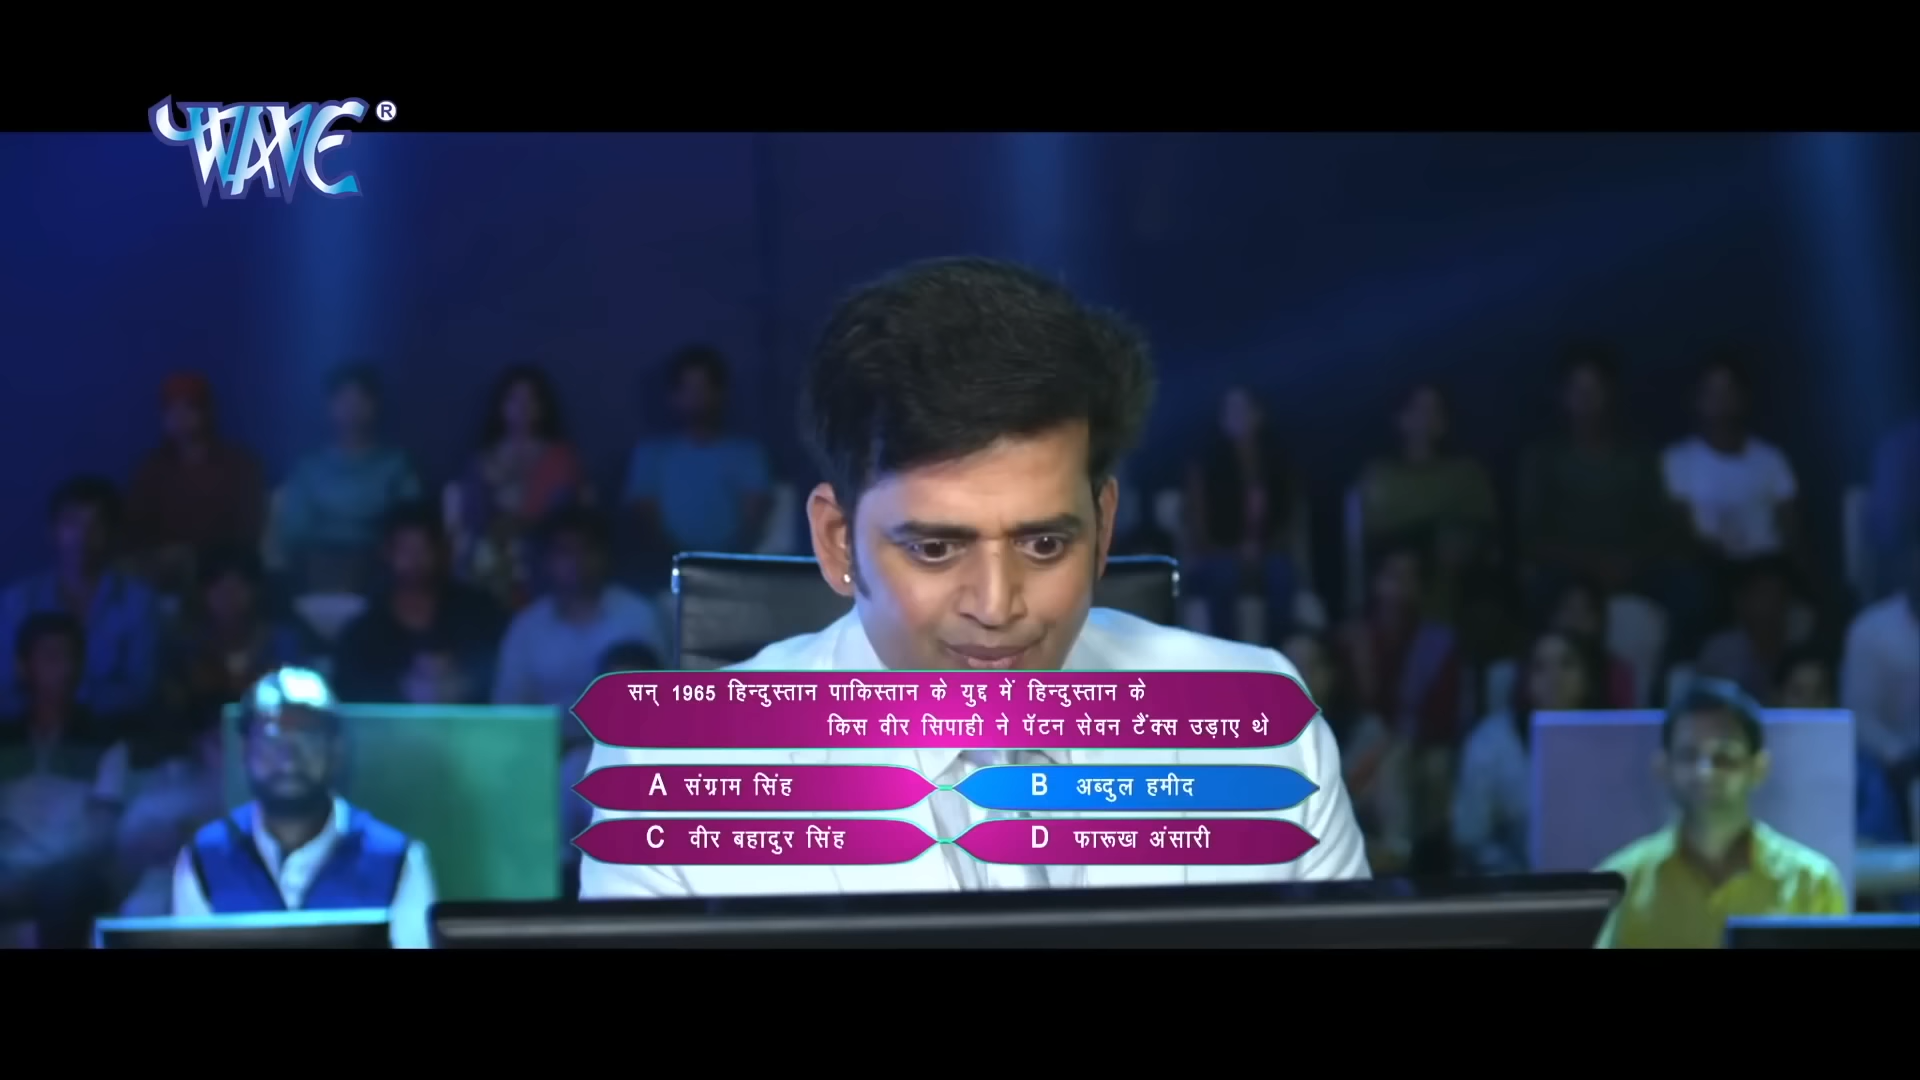 WAVE ®
सन् 1965 हिन्दुस्तान पाकिस्तान के युद्द में हिन्दुस्तान के
किस वीर सिपाही ने पॅटन सेवन टैंक्स उड़ाए थे
A संग्राम सिंह
B अब्दुल हमीद
C वीर बहादुर सिंह
D फारूख अंसारी